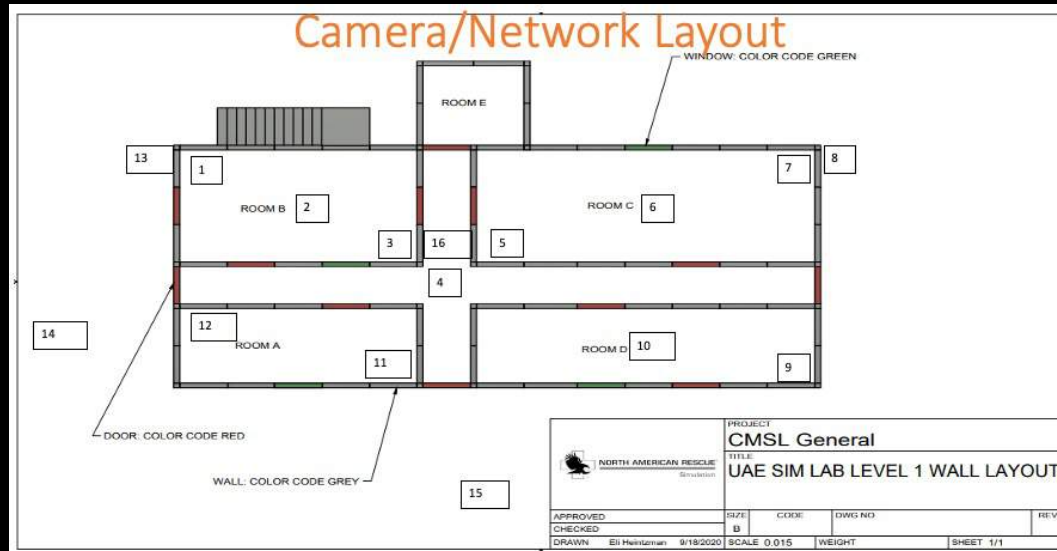 Camera/Network Layout
WINDOW: COLOR CODE GREEN
ROOM E
13
1
7
8
ROOM B
2
ROOM C
6
3
16
5
4
14
12
ROOM A
11
ROOM D
10
9
DOOR: COLOR CODE RED
WALL: COLOR CODE GREY
15
NORTH AMERICAN RESCUE
Simulation
PROJECT
CMSL General
TITLE
UAE SIM LAB LEVEL 1 WALL LAYOUT
APPROVED
CHECKED
DRAWN Eli Heintzman 9/18/2020
SIZE CODE DWG NO REV
B
SCALE 0.015 WEIGHT SHEET 1/1